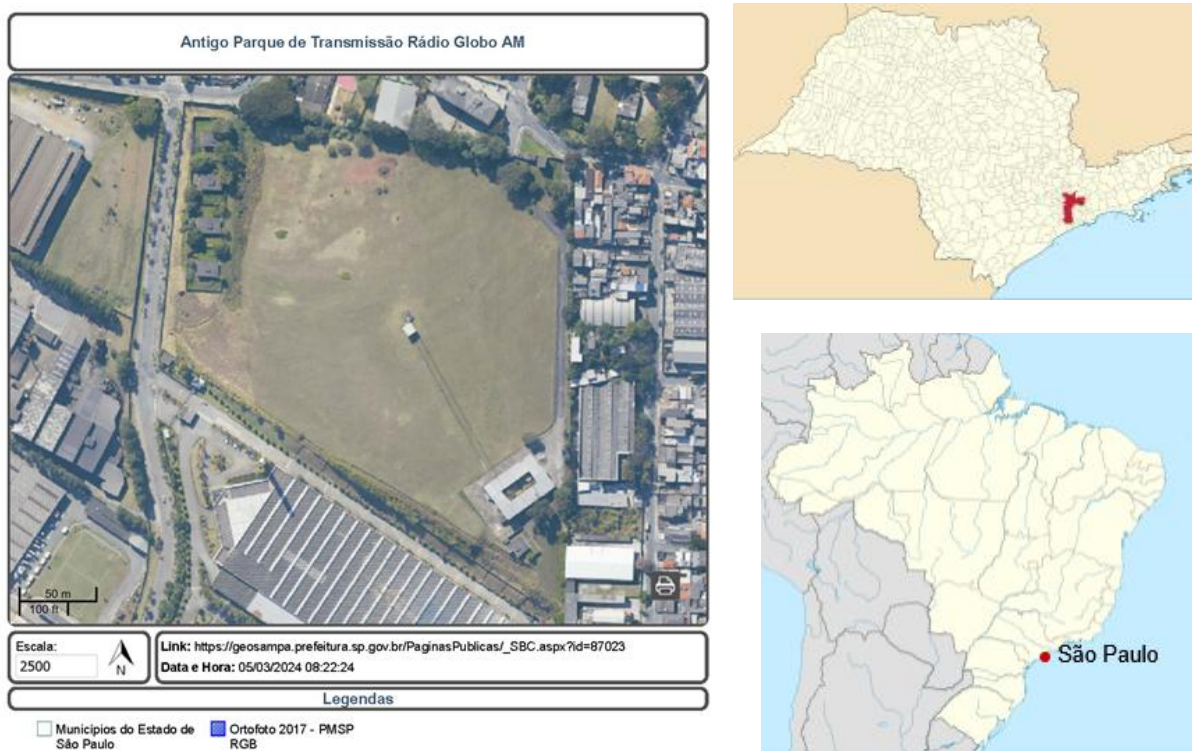 Antigo Parque de Transmissão Rádio Globo AM
50 m
100 ft
Escala:
2500
N
Link: https://geosampa.prefeitura.sp.gov.br/PaginasPublicas/_SBC.aspx?id=87023
Data e Hora: 05/03/2024 08:22:24
Legendas
Municípios do Estado de
São Paulo
Ortofoto 2017 - PMSP
RGB
São Paulo